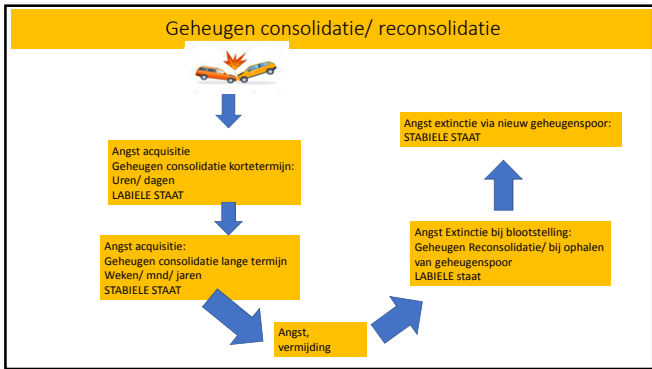 Geheugen consolidatie/ reconsolidatie
Angst acquisitie
Geheugen consolidatie kortetermijn:
Uren/ dagen
LABIELE STAAT
Angst acquisitie:
Geheugen consolidatie lange termijn
Weken/ mnd/ jaren
STABIELE STAAT
Angst,
vermijding
Angst Extinctie bij blootstelling:
Geheugen Reconsolidatie/ bij ophalen
van geheugenspoor
LABIELE staat
Angst extinctie via nieuw geheugenspoor:
STABIELE STAAT